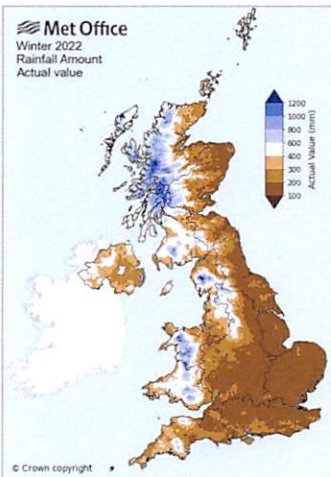 Met Office
Winter 2022
Rainfall Amount
Actual value
1200
1000
800
600
400
300
200
100
Actual Value (mm)
© Crown copyright